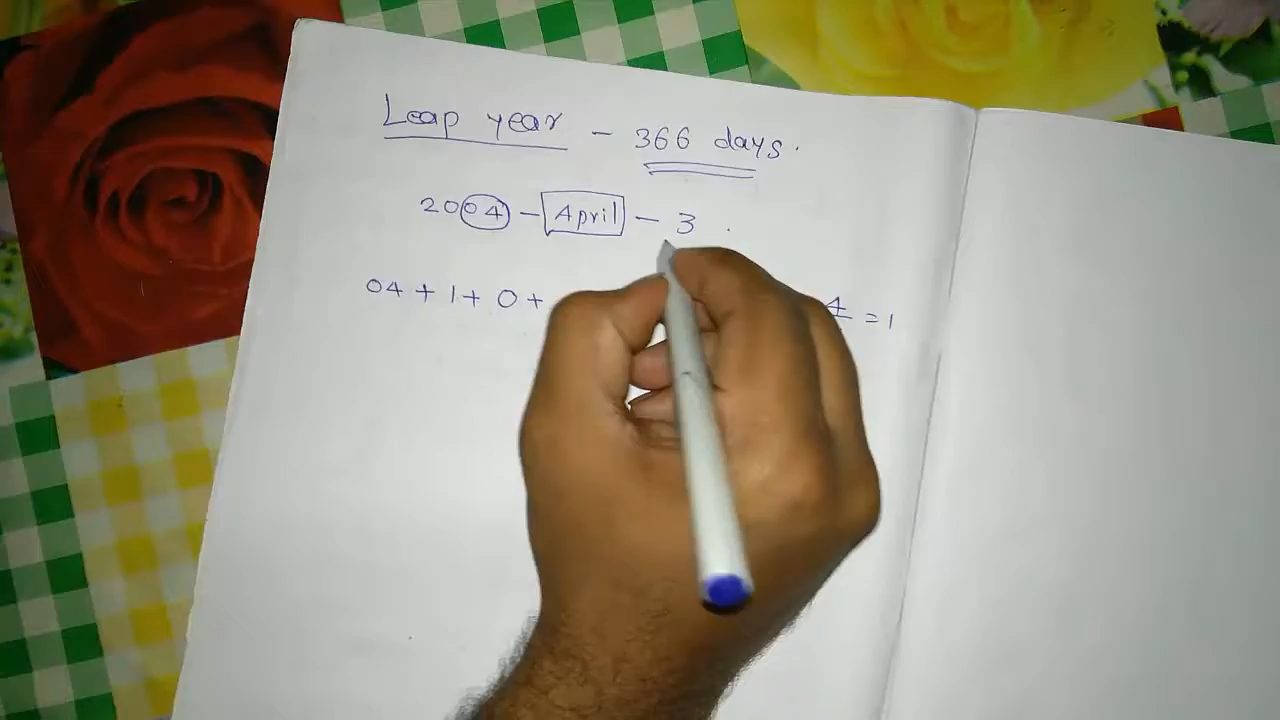 Leap year - 366 days.
2004 - April - 3
04 + 1 + 0 +
4 = 1